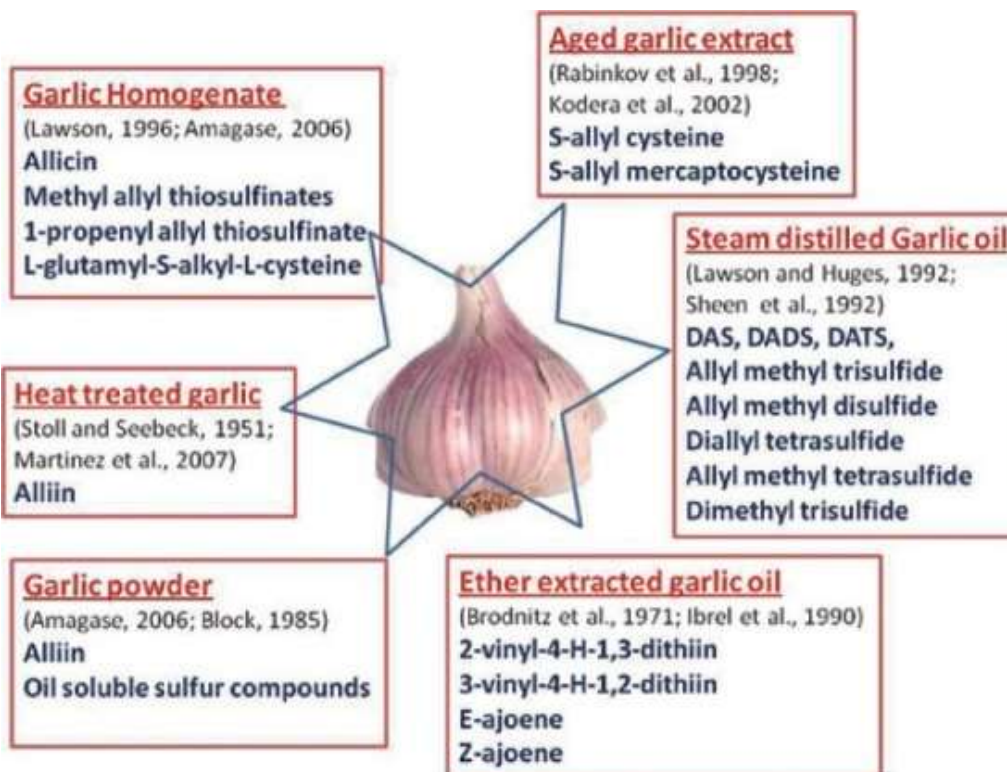 Aged garlic extract
(Rabinkov et al., 1998;
Kodera et al., 2002)
S-allyl cysteine
S-allyl mercaptocysteine
Garlic Homogenate
(Lawson, 1996; Amagase, 2006)
Allicin
Methyl allyl thiosulfinates
1-propenyl allyl thiosulfinate
L-glutamyl-S-alkyl-L-cysteine
Steam distilled Garlic oil
(Lawson and Huges, 1992;
Sheen et al., 1992)
DAS, DADS, DATS,
Allyl methyl trisulfide
Allyl methyl disulfide
Diallyl tetrasulfide
Allyl methyl tetrasulfide
Dimethyl trisulfide
Heat treated garlic
(Stoll and Seebeck, 1951;
Martinez et al., 2007)
Alliin
Garlic powder
(Amagase, 2006; Block, 1985)
Alliin
Oil soluble sulfur compounds
Ether extracted garlic oil
(Brodnitz et al., 1971; Ibrel et al., 1990)
2-vinyl-4-H-1,3-dithiin
3-vinyl-4-H-1,2-dithiin
E-ajoene
Z-ajoene